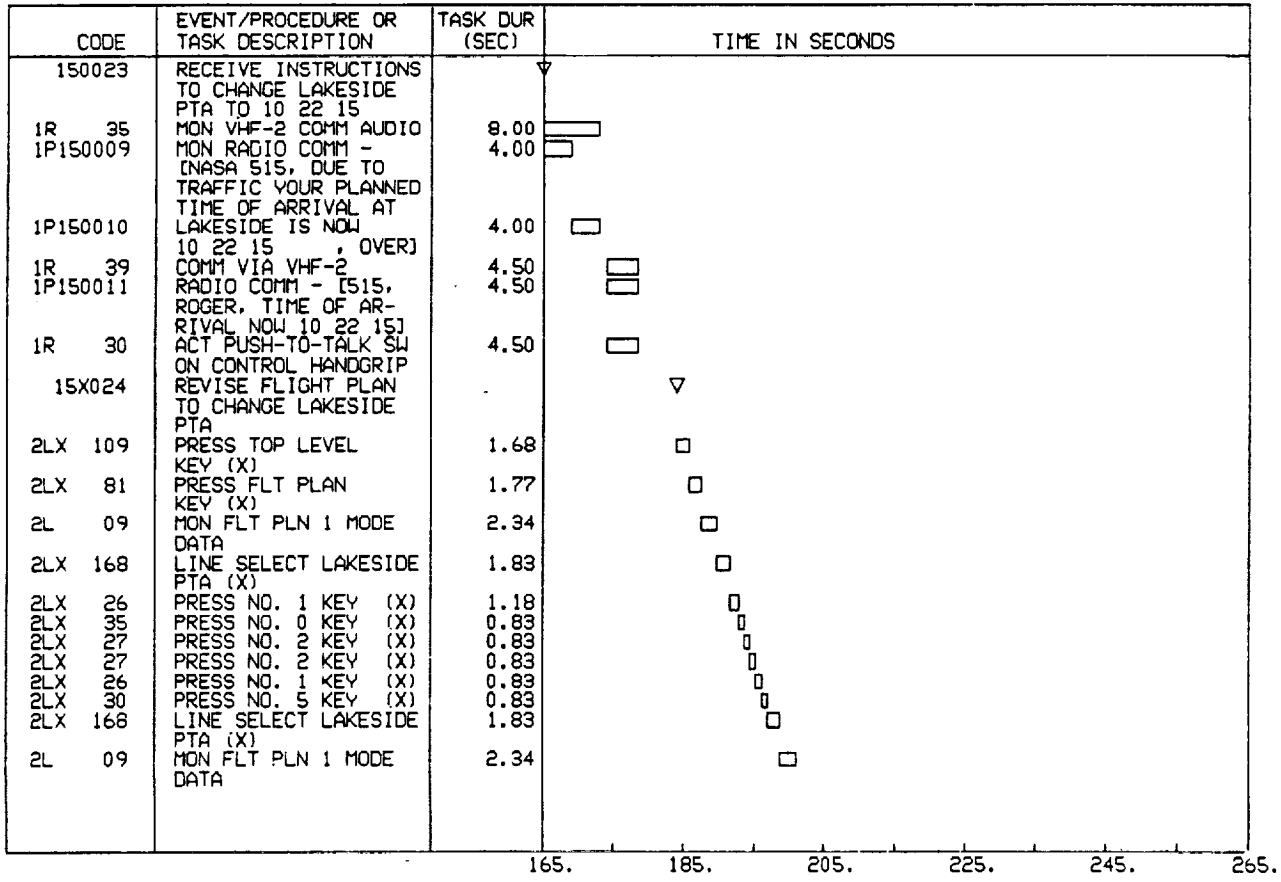 CODE EVENT/PROCEDURE OR TASK DESCRIPTION TASK DUR (SEC) TIME IN SECONDS
150023 RECEIVE INSTRUCTIONS
TO CHANGE LAKESIDE
PTA TO 10 22 15
1R 35 MON VHF-2 COMM AUDIO 8.00
1P150009 MON RADIO COMM - 4.00
[NASA 515, DUE TO
TRAFFIC YOUR PLANNED
TIME OF ARRIVAL AT
1P150010 LAKESIDE IS NOW 4.00
10 22 15 , OVER]
1R 39 COMM VIA VHF-2 4.50
1P150011 RADIO COMM - [515, 4.50
ROGER, TIME OF AR-
RIVAL NOW 10 22 15]
1R 30 ACT PUSH-TO-TALK SW 4.50
ON CONTROL HANDGRIP
15X024 REVISE FLIGHT PLAN
TO CHANGE LAKESIDE
PTA
2LX 109 PRESS TOP LEVEL 1.68
KEY (X)
2LX 81 PRESS FLT PLAN 1.77
KEY (X)
2L 09 MON FLT PLN 1 MODE 2.34
DATA
2LX 168 LINE SELECT LAKESIDE 1.83
PTA (X)
2LX 26 PRESS NO. 1 KEY (X) 1.18
2LX 35 PRESS NO. 0 KEY (X) 0.83
2LX 27 PRESS NO. 2 KEY (X) 0.83
2LX 27 PRESS NO. 2 KEY (X) 0.83
2LX 26 PRESS NO. 1 KEY (X) 0.83
2LX 30 PRESS NO. 5 KEY (X) 0.83
2LX 168 LINE SELECT LAKESIDE 1.83
PTA (X)
2L 09 MON FLT PLN 1 MODE 2.34
DATA
165. 185. 205. 225. 245. 265.